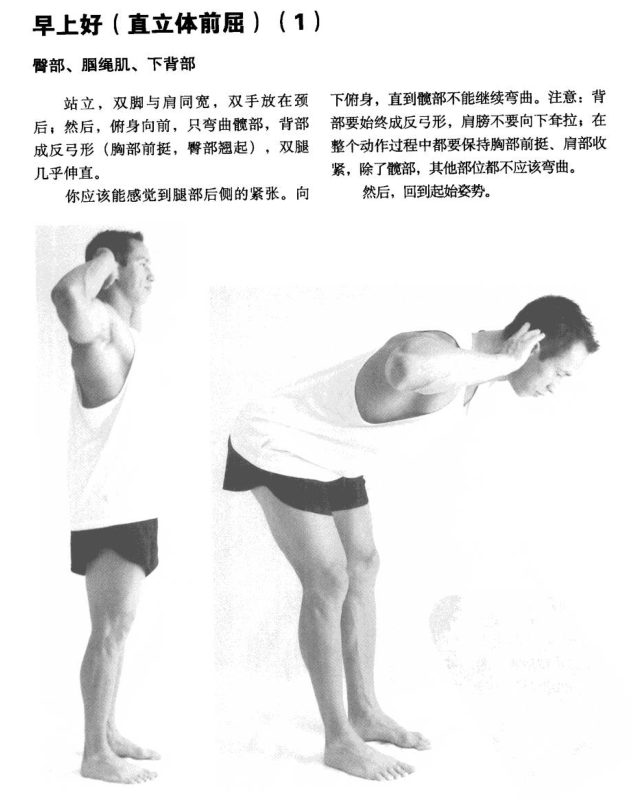 早上好（直立体前屈）（1）
臀部、腘绳肌、下背部
站立，双脚与肩同宽，双手放在颈
后；然后，俯身向前，只弯曲髋部，背部
成反弓形（胸部前挺，臀部翘起），双腿
几乎伸直。
你应该能感觉到腿部后侧的紧张。向
下俯身，直到髋部不能继续弯曲。注意：背
部要始终成反弓形，肩膀不要向下耷拉；在
整个动作过程中都要保持胸部前挺、肩部收
紧，除了髋部，其他部位都不应该弯曲。
然后，回到起始姿势。